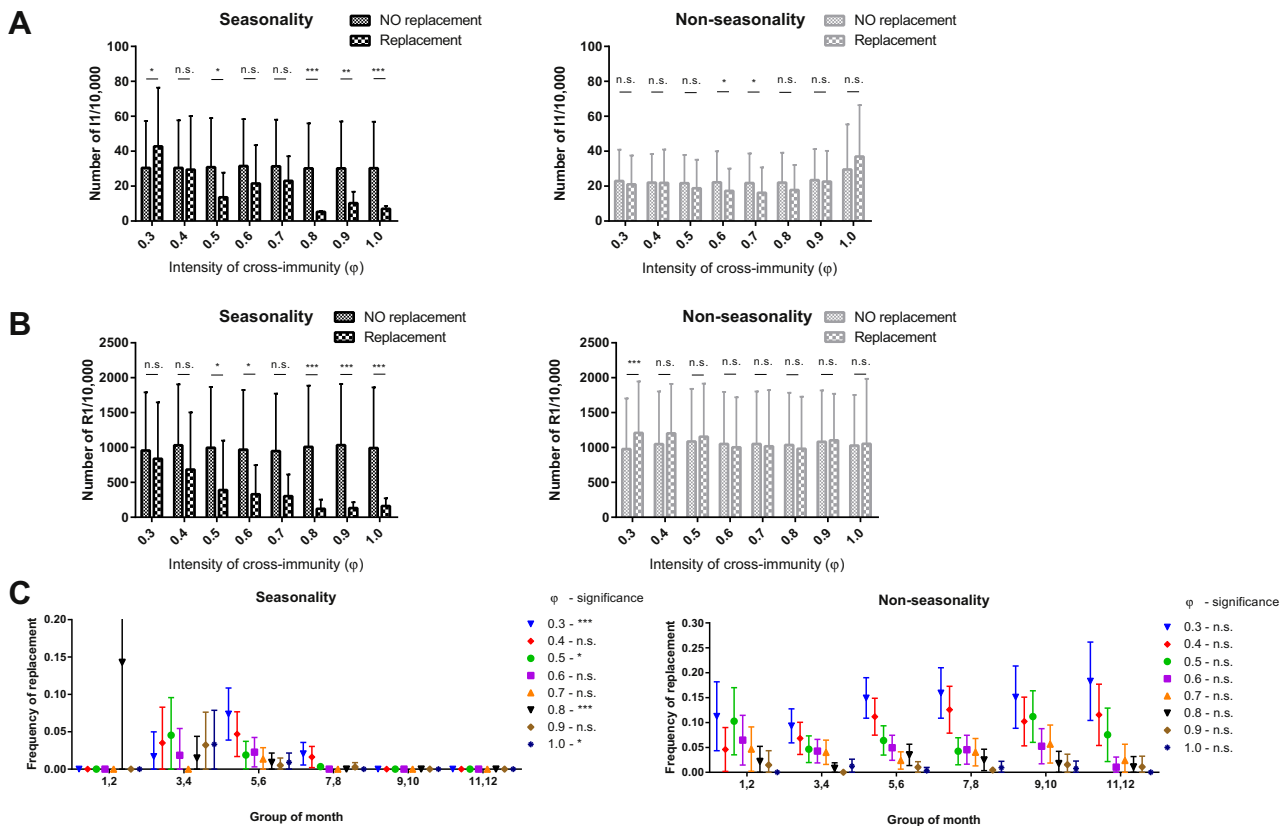 A
Seasonality
NO replacement
Replacement
Number of I1/10,000
100
80
60
40
20
0
* n.s. * n.s. n.s. *** ** ***
0.3 0.4 0.5 0.6 0.7 0.8 0.9 1.0
Intensity of cross-immunity (φ)
Non-seasonality
NO replacement
Replacement
Number of I1/10,000
100
80
60
40
20
0
n.s. n.s. n.s. * * n.s. n.s. n.s.
0.3 0.4 0.5 0.6 0.7 0.8 0.9 1.0
Intensity of cross-immunity (φ)
B
Seasonality
NO replacement
Replacement
Number of R1/10,000
2500
2000
1500
1000
500
0
n.s. n.s. * * n.s. *** *** ***
0.3 0.4 0.5 0.6 0.7 0.8 0.9 1.0
Intensity of cross-immunity (φ)
Non-seasonality
NO replacement
Replacement
Number of R1/10,000
2500
2000
1500
1000
500
0
*** n.s. n.s. n.s. n.s. n.s. n.s. n.s.
0.3 0.4 0.5 0.6 0.7 0.8 0.9 1.0
Intensity of cross-immunity (φ)
C
Seasonality
Frequency of replacement
0.20
0.15
0.10
0.05
0.00
1,2 3,4 5,6 7,8 9,10 11,12
Group of month
φ - significance
0.3 - ***
0.4 - n.s.
0.5 - *
0.6 - n.s.
0.7 - n.s.
0.8 - ***
0.9 - n.s.
1.0 - *
Non-seasonality
Frequency of replacement
0.30
0.25
0.20
0.15
0.10
0.05
0.00
1,2 3,4 5,6 7,8 9,10 11,12
Group of month
φ - significance
0.3 - n.s.
0.4 - n.s.
0.5 - n.s.
0.6 - n.s.
0.7 - n.s.
0.8 - n.s.
0.9 - n.s.
1.0 - n.s.